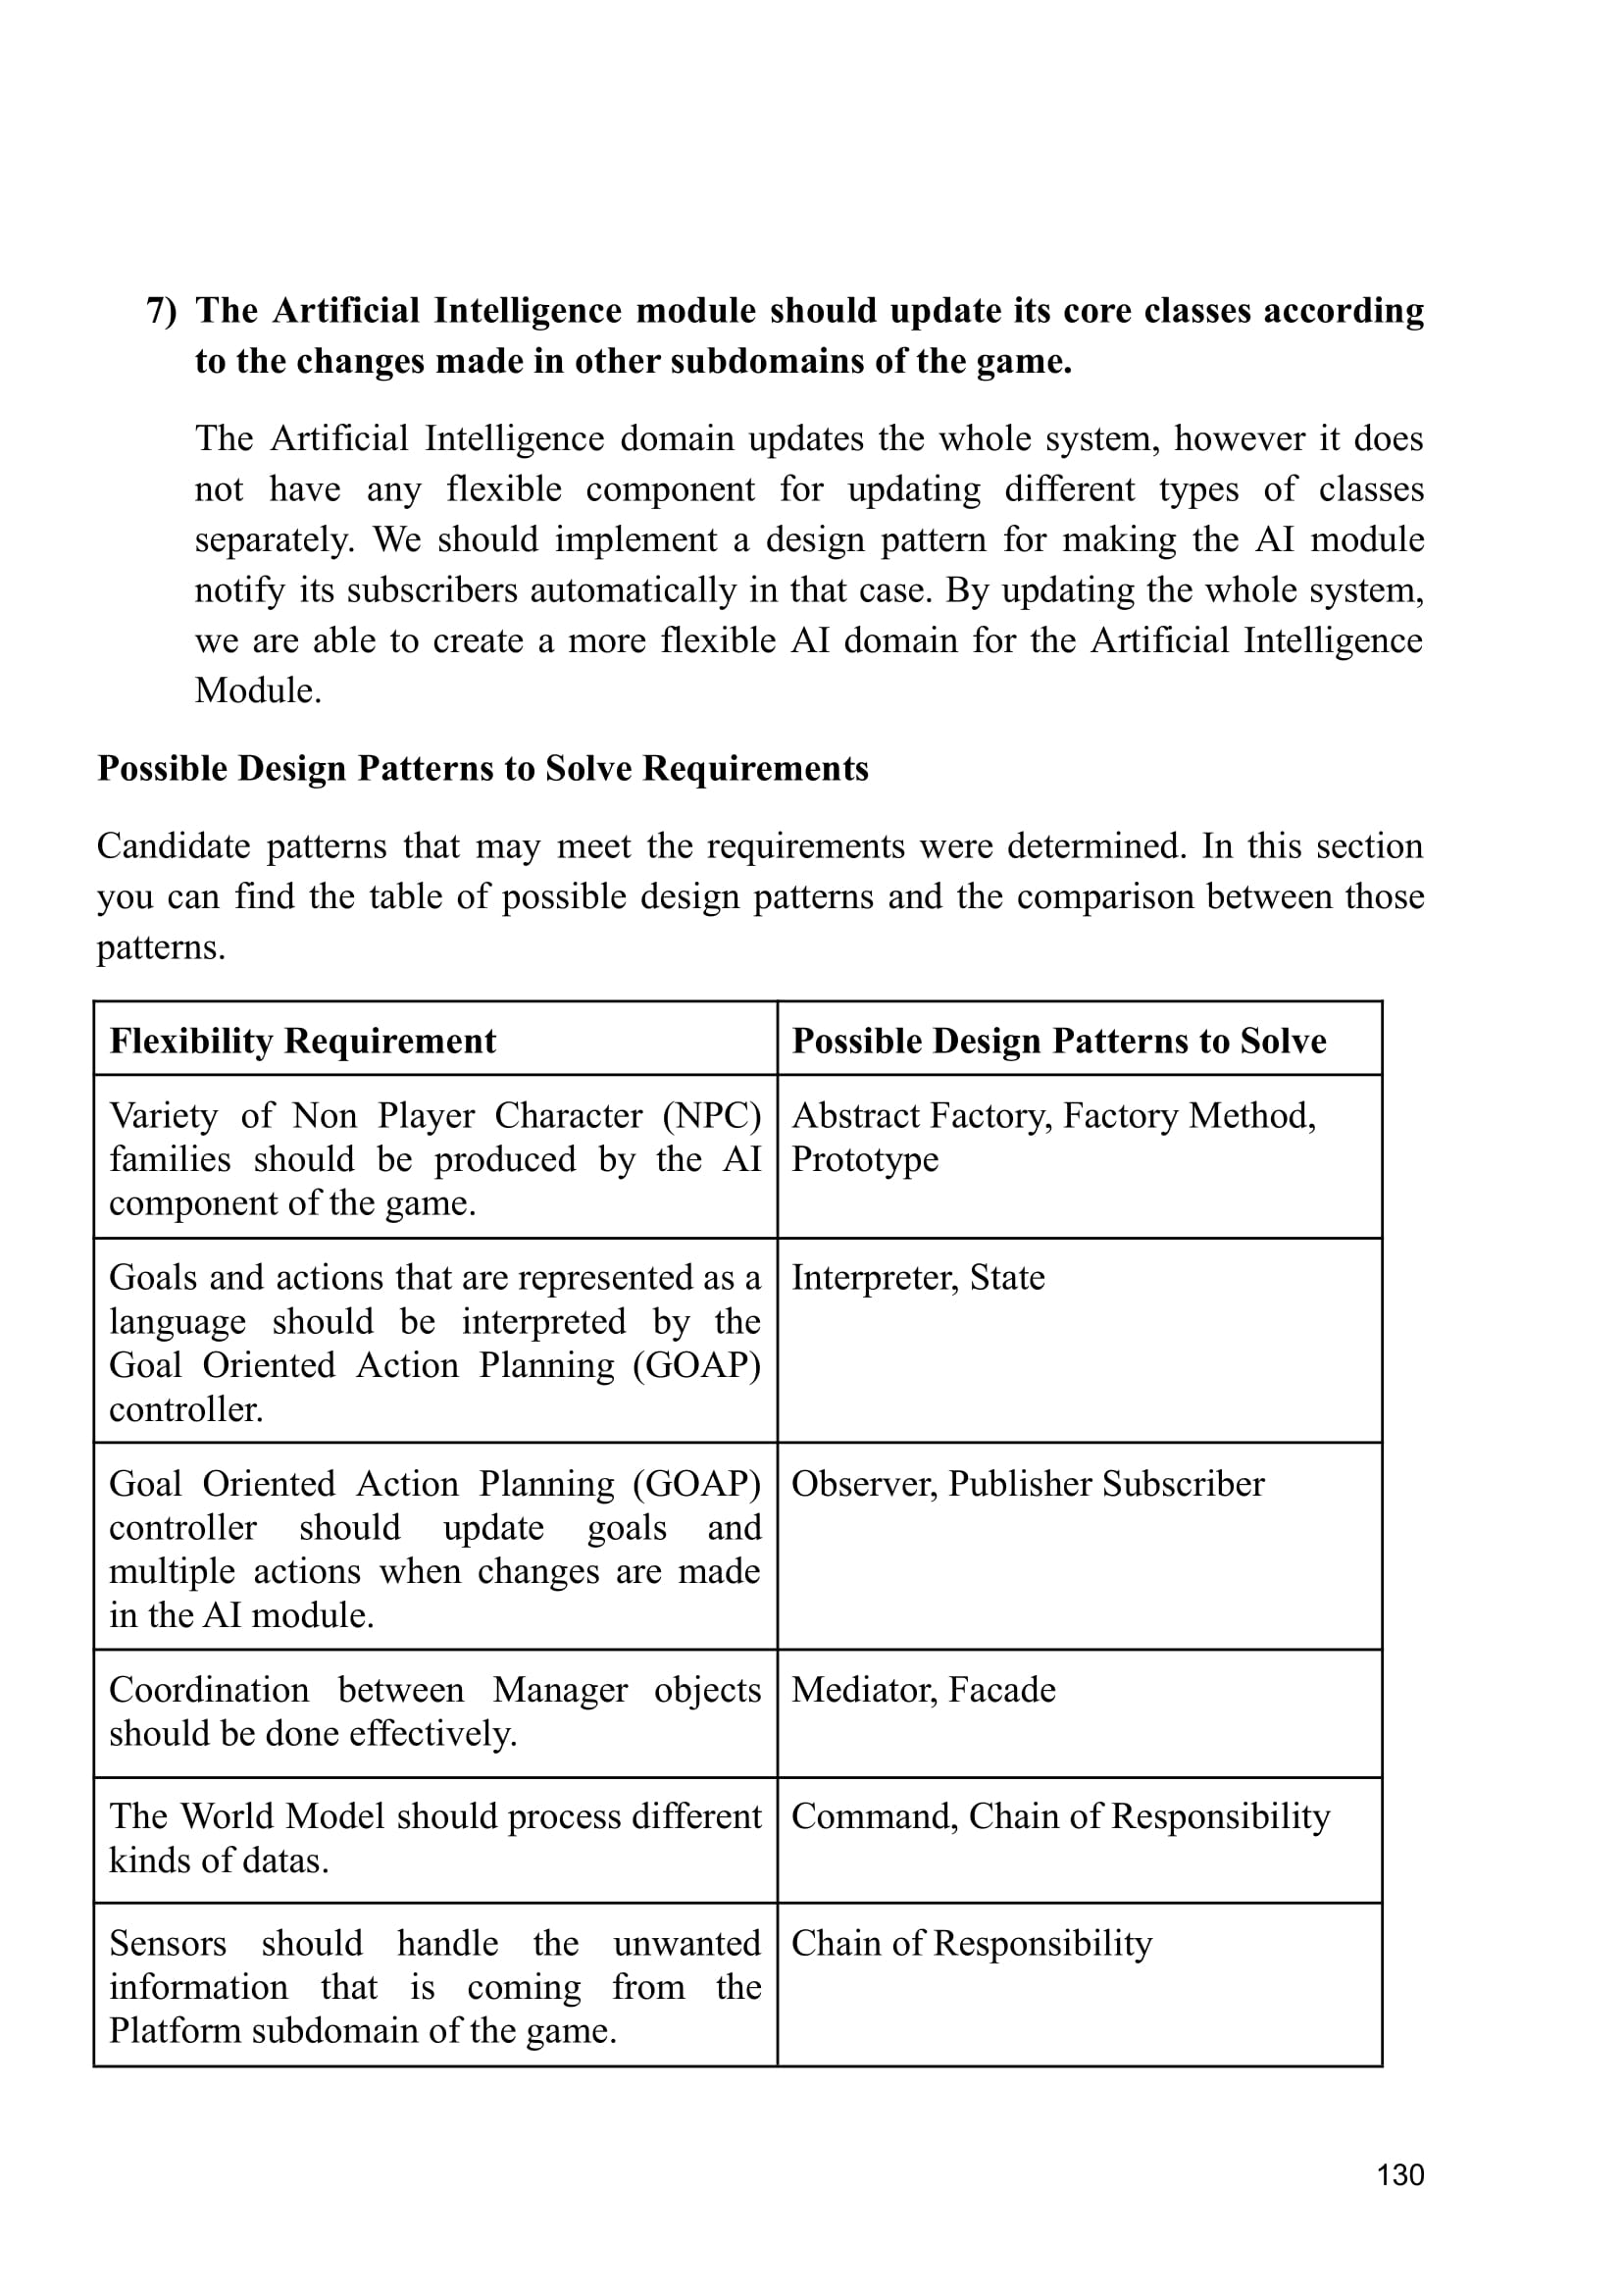 7) The Artificial Intelligence module should update its core classes according
to the changes made in other subdomains of the game.
The Artificial Intelligence domain updates the whole system, however it does
not have any flexible component for updating different types of classes
separately. We should implement a design pattern for making the AI module
notify its subscribers automatically in that case. By updating the whole system,
we are able to create a more flexible AI domain for the Artificial Intelligence
Module.
Possible Design Patterns to Solve Requirements
Candidate patterns that may meet the requirements were determined. In this section
you can find the table of possible design patterns and the comparison between those
patterns.
Flexibility Requirement
Possible Design Patterns to Solve
Variety of Non Player Character (NPC)
families should be produced by the AI
component of the game.
Abstract Factory, Factory Method,
Prototype
Goals and actions that are represented as a
language should be interpreted by the
Goal Oriented Action Planning (GOAP)
controller.
Interpreter, State
Goal Oriented Action Planning (GOAP)
controller should update goals and
multiple actions when changes are made
in the AI module.
Observer, Publisher Subscriber
Coordination between Manager objects
should be done effectively.
Mediator, Facade
The World Model should process different
kinds of datas.
Command, Chain of Responsibility
Sensors should handle the unwanted
information that is coming from the
Platform subdomain of the game.
Chain of Responsibility
130